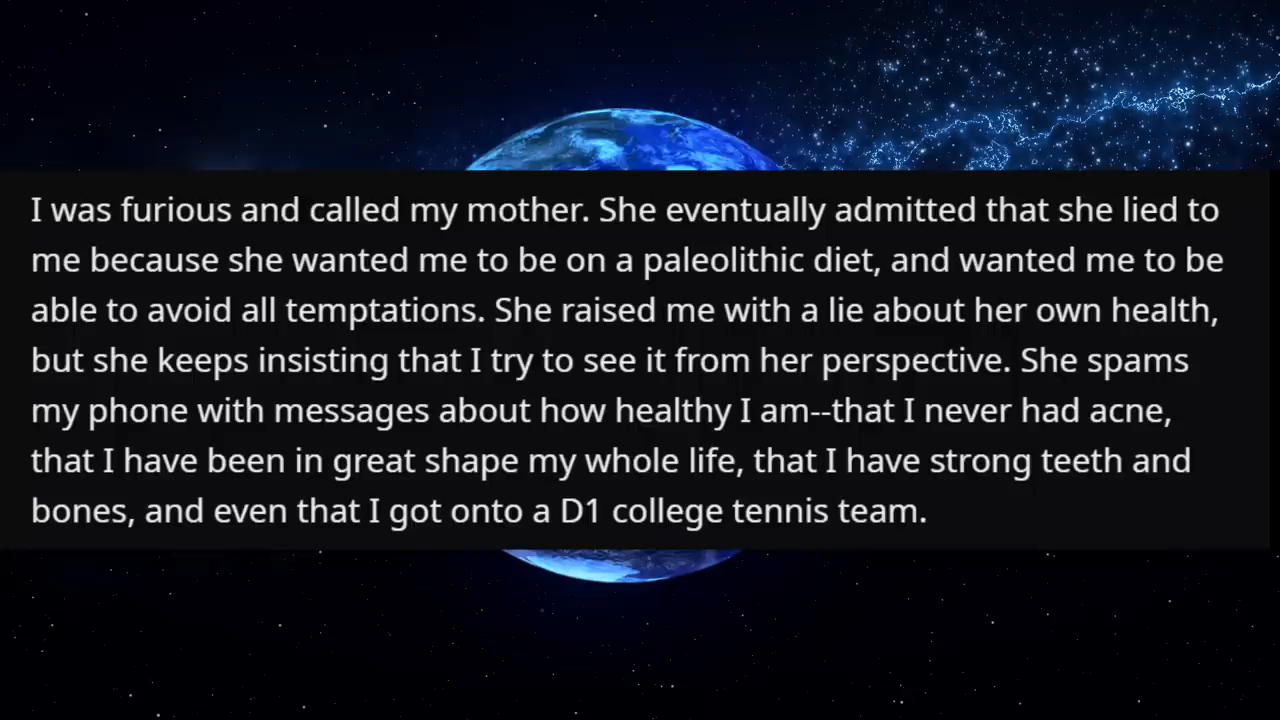 I was furious and called my mother. She eventually admitted that she lied to
me because she wanted me to be on a paleolithic diet, and wanted me to be
able to avoid all temptations. She raised me with a lie about her own health,
but she keeps insisting that I try to see it from her perspective. She spams
my phone with messages about how healthy I am--that I never had acne,
that I have been in great shape my whole life, that I have strong teeth and
bones, and even that I got onto a D1 college tennis team.